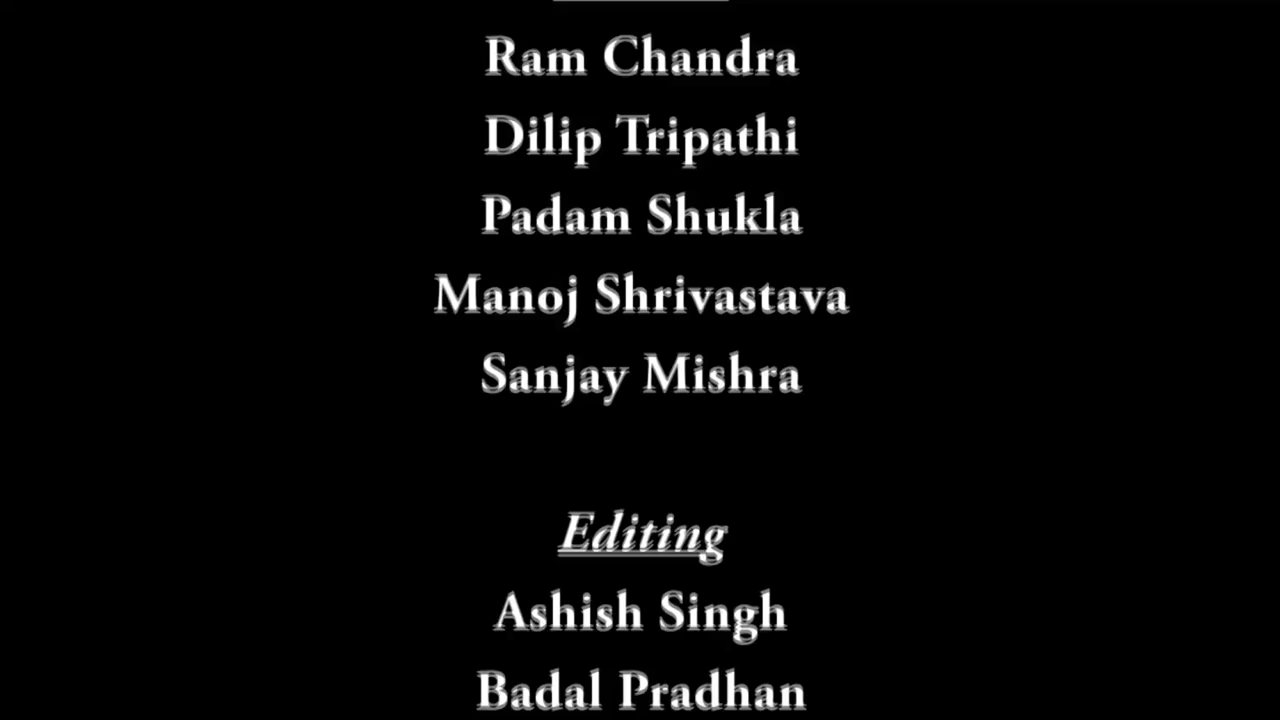 Ram Chandra
Dilip Tripathi
Padam Shukla
Manoj Shrivastava
Sanjay Mishra
Editing
Ashish Singh
Badal Pradhan